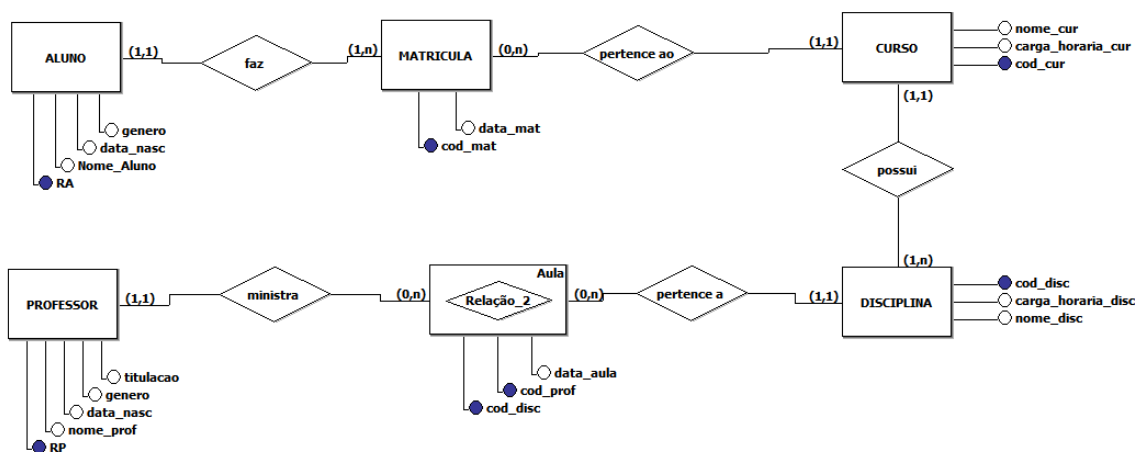 ALUNO
(1,1)
faz
(1,n)
MATRICULA
(0,n)
pertence ao
(1,1)
CURSO
nome_cur
carga_horaria_cur
cod_cur
genero
data_nasc
Nome_Aluno
RA
data_mat
cod_mat
(1,1)
possui
(1,n)
PROFESSOR
(1,1)
ministra
(0,n)
Aula
Relação_2
(0,n)
pertence a
(1,1)
DISCIPLINA
cod_disc
carga_horaria_disc
nome_disc
titulacao
genero
data_nasc
nome_prof
RP
data_aula
cod_prof
cod_disc